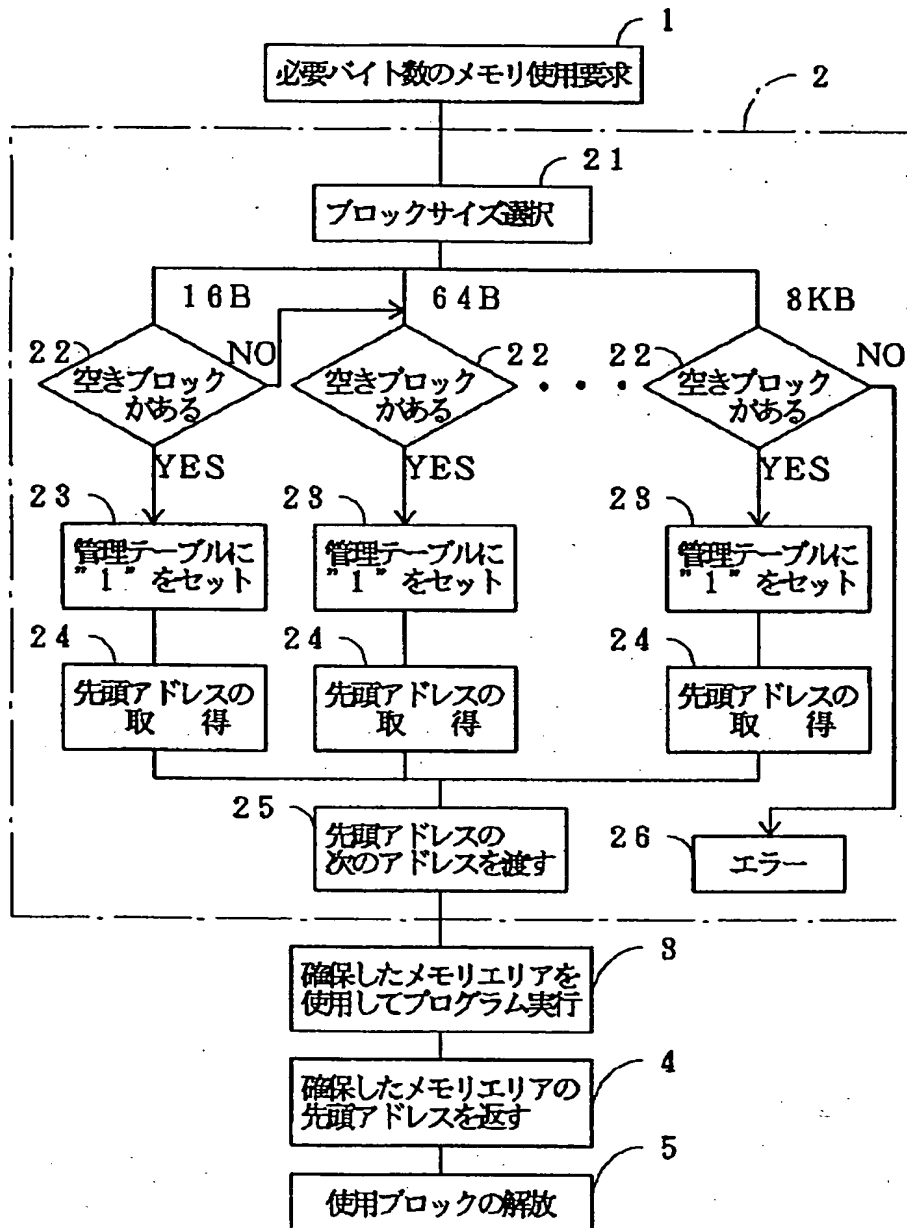 1
必要バイト数のメモリ使用要求
2
21
ブロックサイズ選択
16B
64B
8KB
22
空きブロック
がある
NO
22
空きブロック
がある
・・・
22
空きブロック
がある
NO
YES
YES
YES
23
管理テーブルに
"1" をセット
23
管理テーブルに
"1" をセット
23
管理テーブルに
"1" をセット
24
先頭アドレスの
取 得
24
先頭アドレスの
取 得
24
先頭アドレスの
取 得
25
先頭アドレスの
次のアドレスを渡す
26
エラー
3
確保したメモリエリアを
使用してプログラム実行
4
確保したメモリエリアの
先頭アドレスを返す
5
使用ブロックの解放